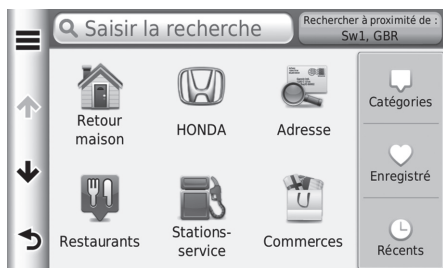 Saisir la recherche
Rechercher à proximité de :
Sw1, GBR
Retour
maison
HONDA
Adresse
Catégories
Enregistré
Restaurants
Stations-
service
Commerces
Récents